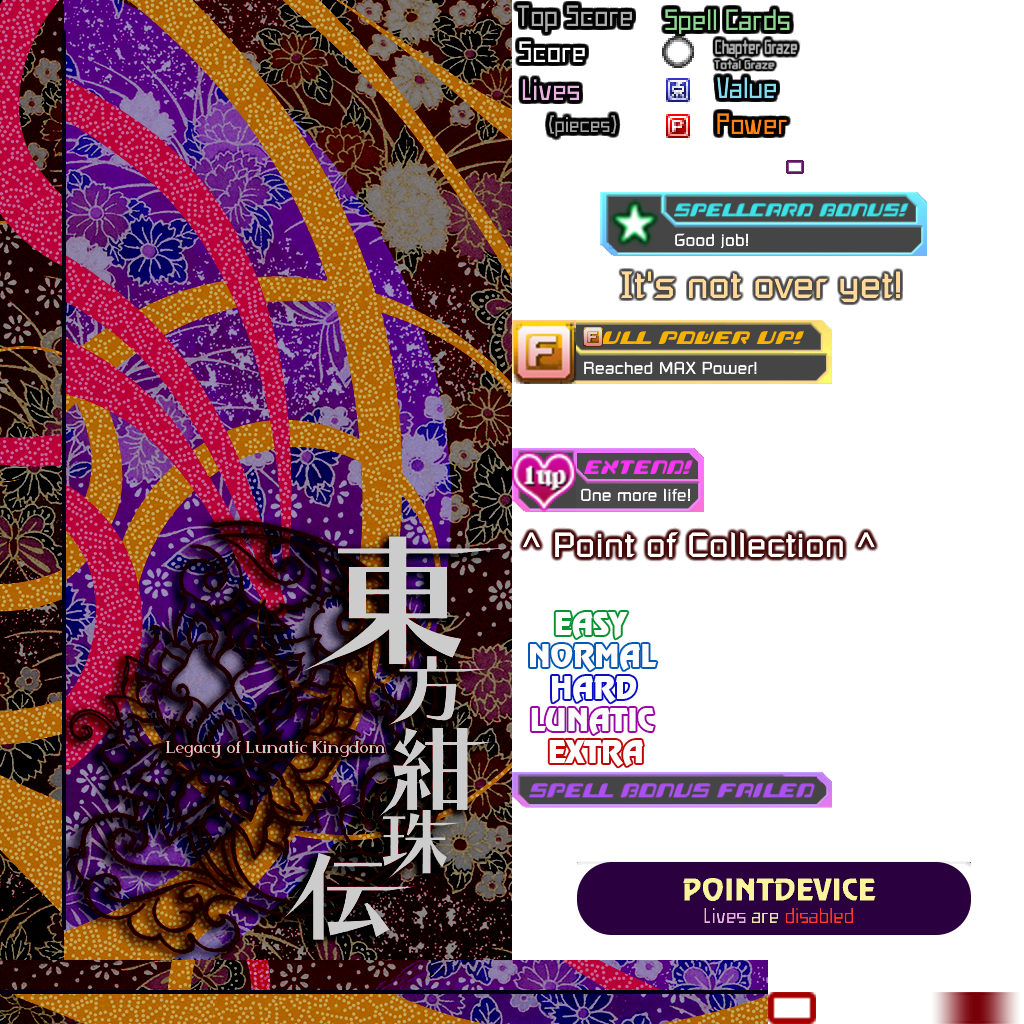 Top Score
Spell Cards
Score
Chapter Graze
Total Graze
Lives
Value
(pieces)
P
Power
SPELLCARD BONUS!
Good job!
It's not over yet!
F
FULL POWER UP!
Reached MAX Power!
1up
EXTEND!
One more life!
^ Point of Collection ^
東方紺珠伝
Legacy of Lunatic Kingdom
EASY
NORMAL
HARD
LUNATIC
EXTRA
SPELL BONUS FAILED
POINTDEVICE
Lives are disabled